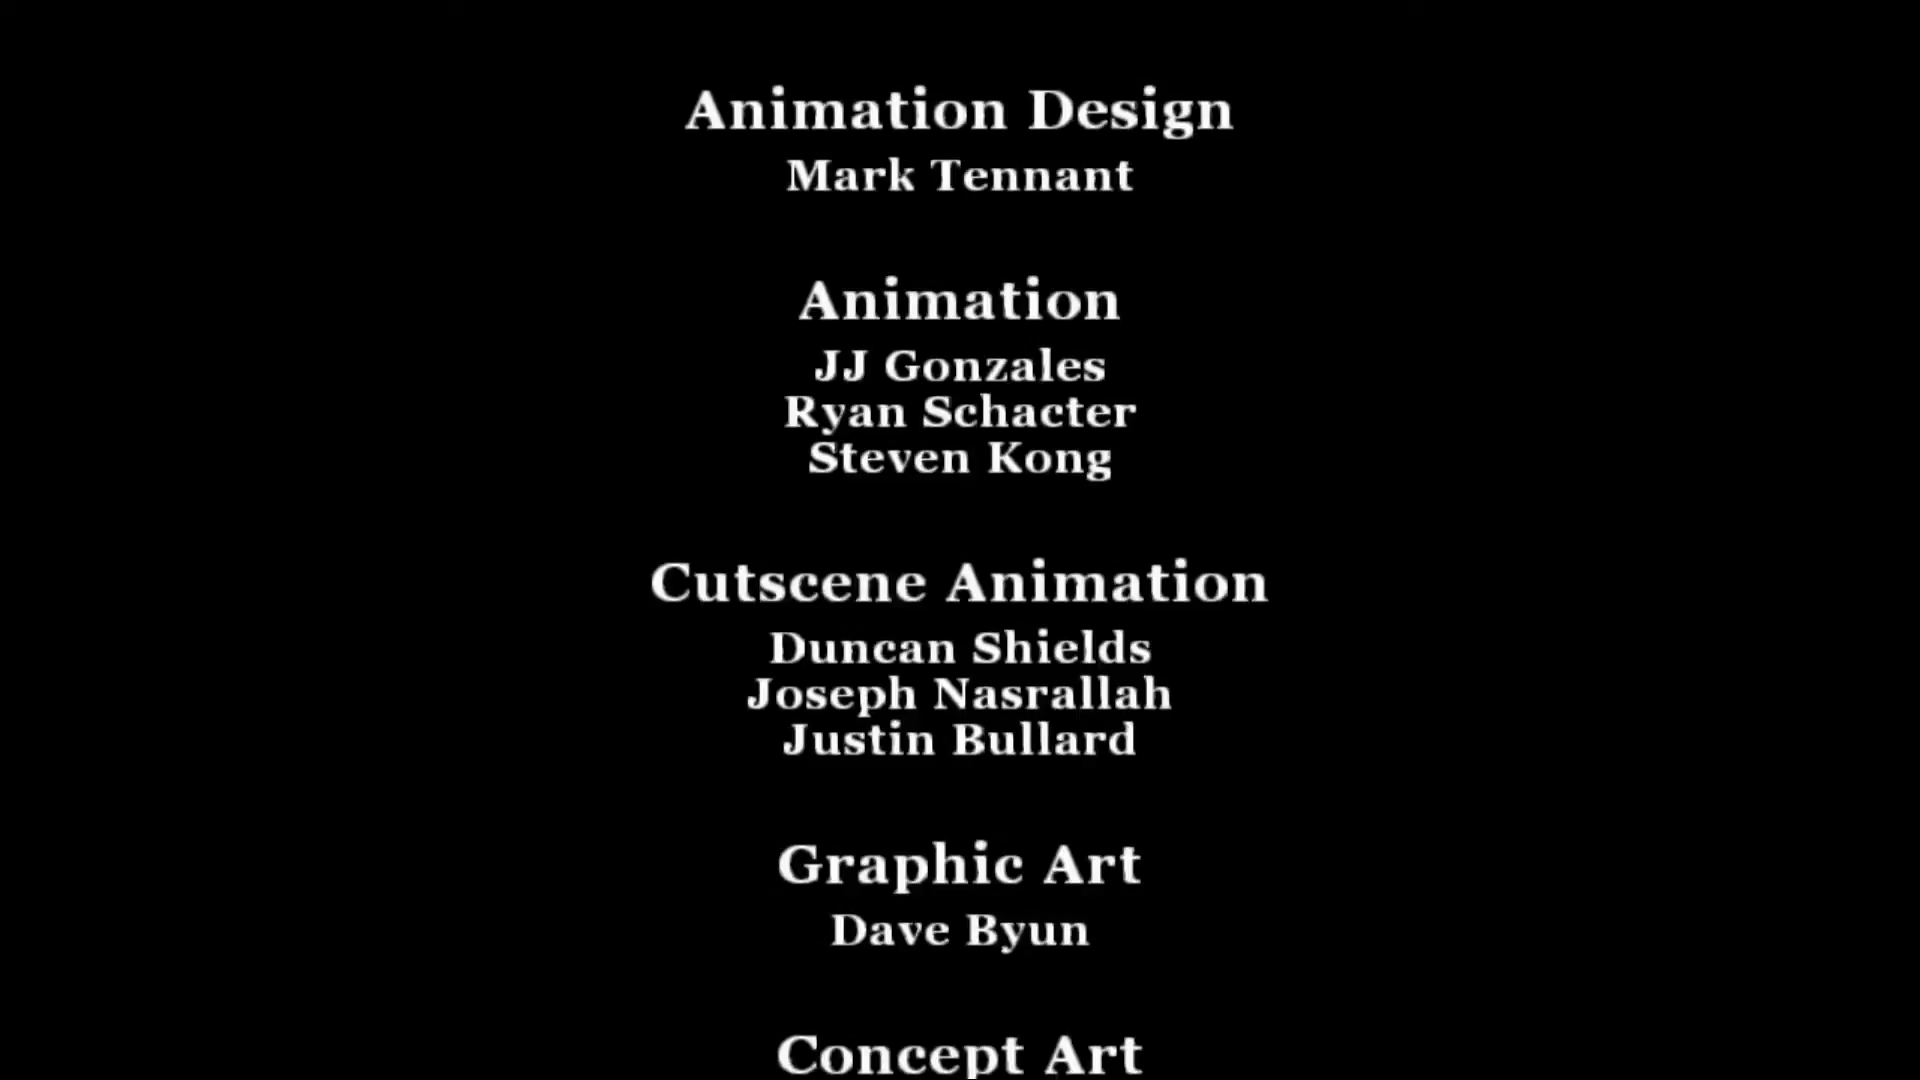 Animation Design
Mark Tennant
Animation
JJ Gonzales
Ryan Schacter
Steven Kong
Cutscene Animation
Duncan Shields
Joseph Nasrallah
Justin Bullard
Graphic Art
Dave Byun
Concept Art